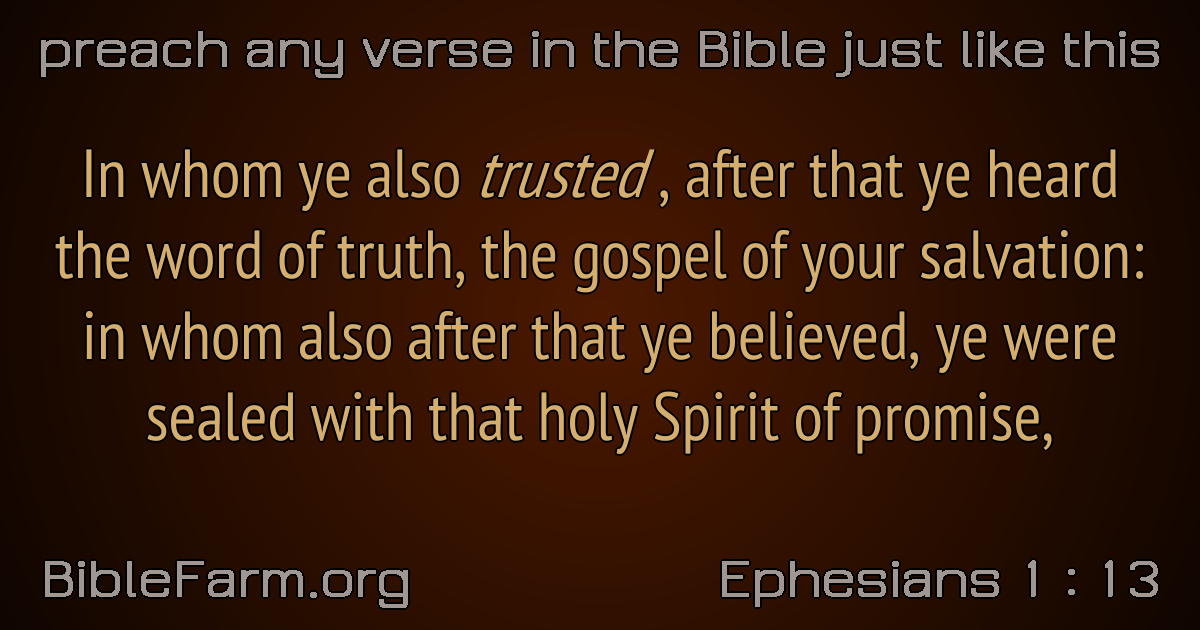 preach any verse in the Bible just like this
In whom ye also trusted , after that ye heard
the word of truth, the gospel of your salvation:
in whom also after that ye believed, ye were
sealed with that holy Spirit of promise,
BibleFarm.org
Ephesians 1 : 13